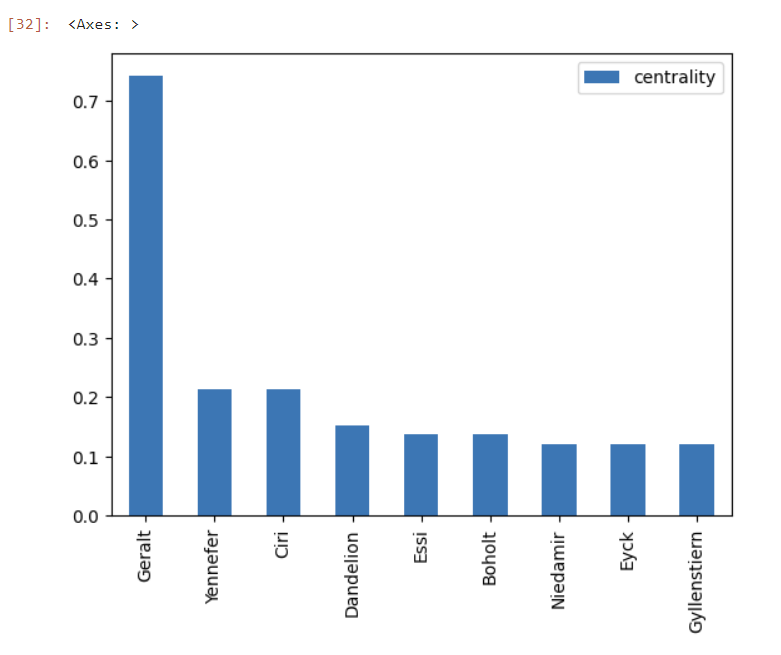 [32]: <Axes: >
centrality
0.7
0.6
0.5
0.4
0.3
0.2
0.1
0.0
Geralt
Yennefer
Ciri
Dandelion
Essi
Boholt
Niedamir
Eyck
Gyllenstiern